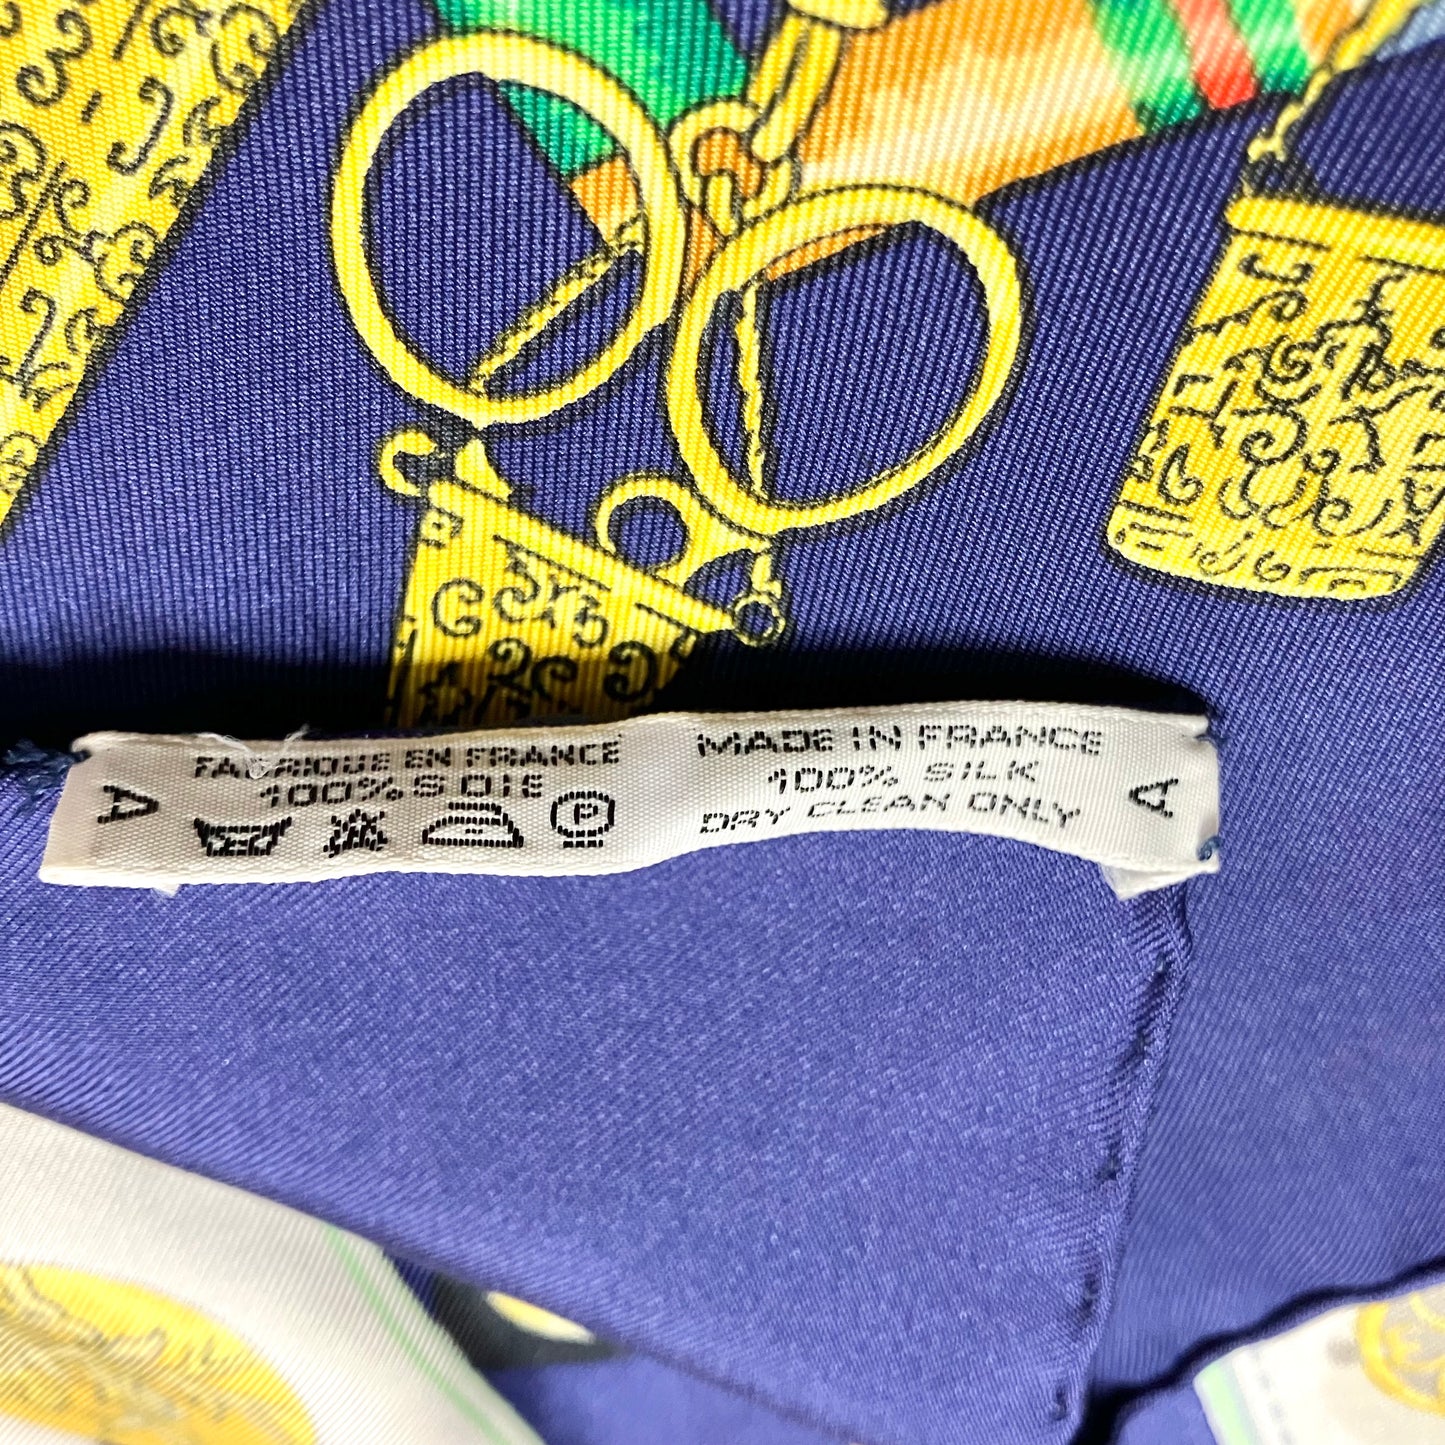 FABRIQUE EN FRANCE
100% SOIE
A
P
MADE IN FRANCE
100% SILK
DRY CLEAN ONLY
A